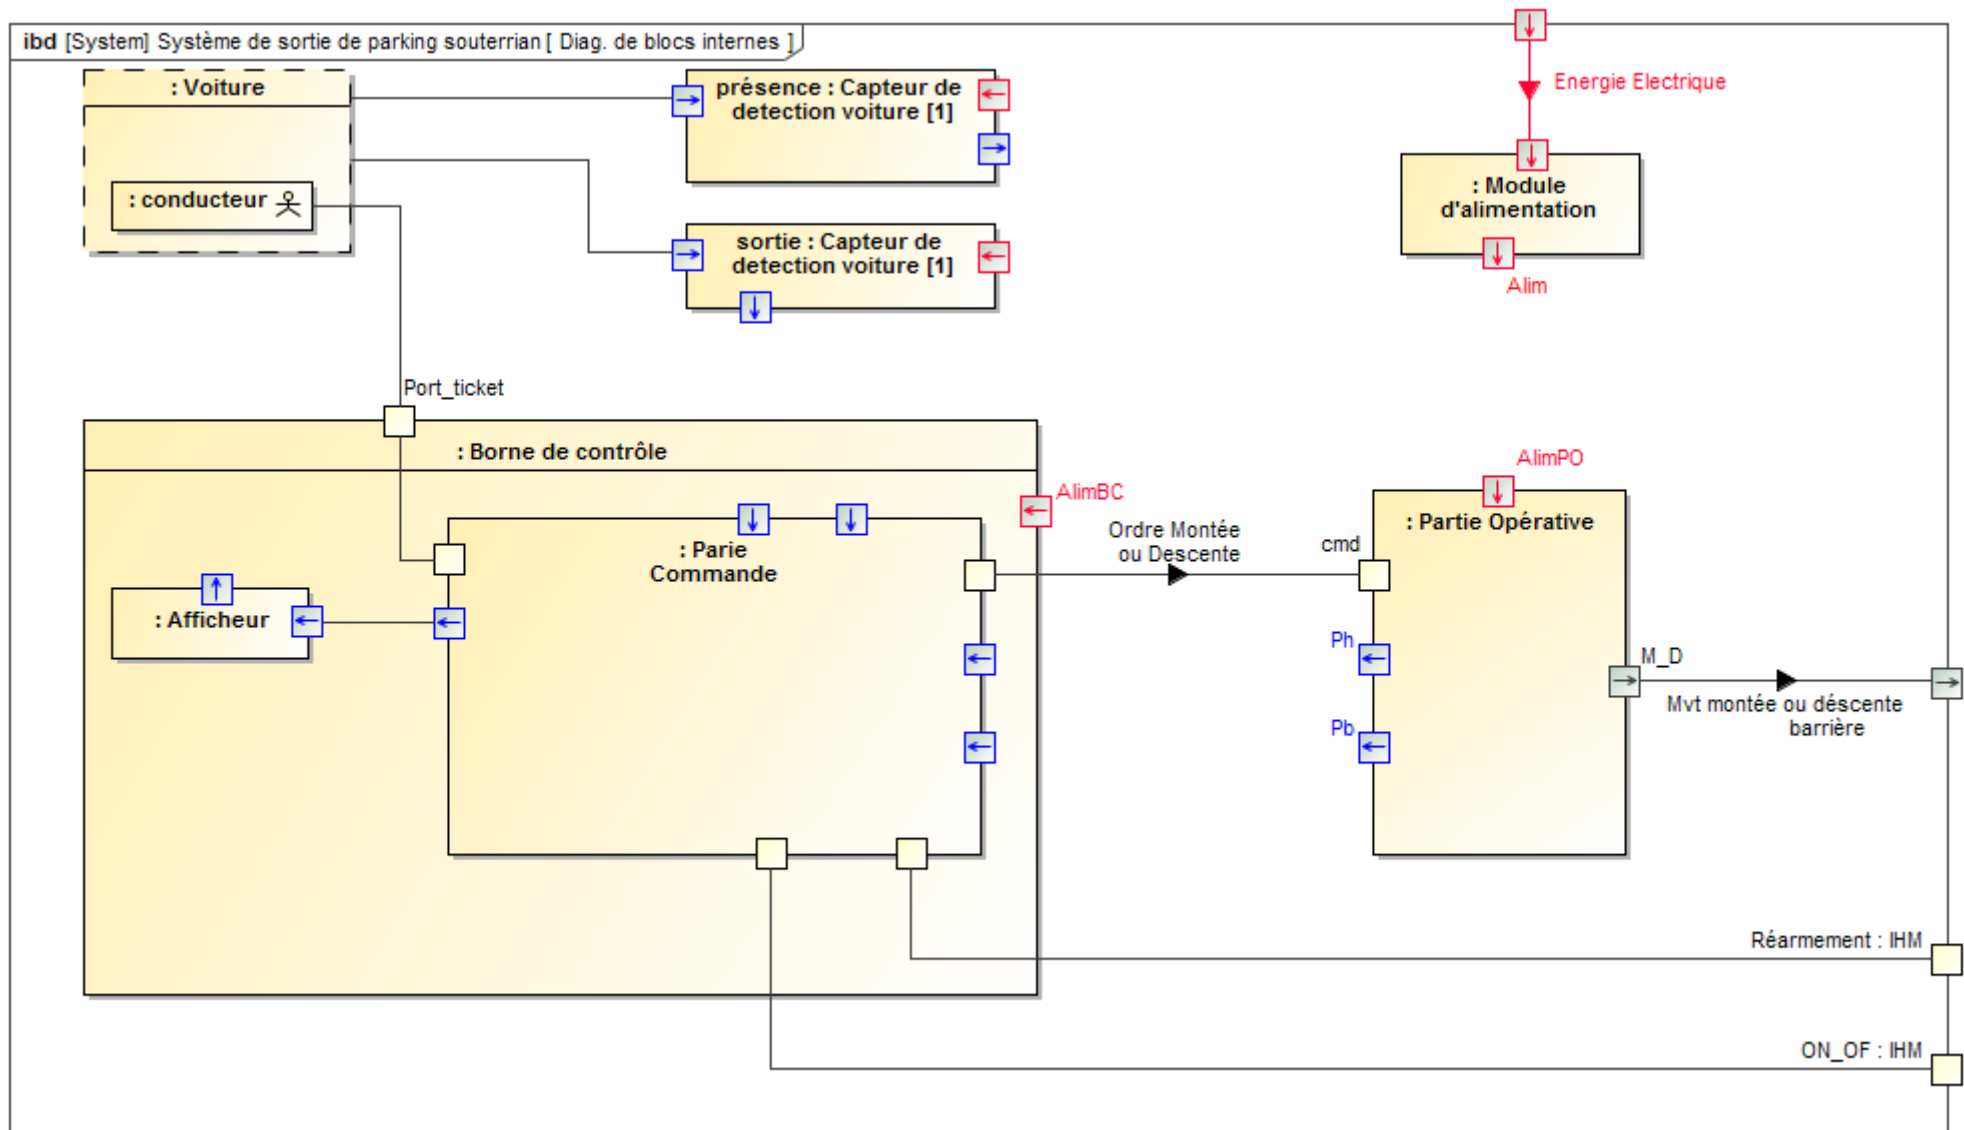 ibd [System] Système de sortie de parking souterrian [ Diag. de blocs internes ]
: Voiture
: conducteur
présence : Capteur de
detection voiture [1]
sortie : Capteur de
detection voiture [1]
Energie Electrique
: Module
d'alimentation
Alim
Port_ticket
: Borne de contrôle
AlimBC
: Parie
Commande
: Afficheur
Ordre Montée
ou Descente
cmd
AlimPO
: Partie Opérative
Ph
Pb
M_D
Mvt montée ou déscente
barrière
Réarmement : IHM
ON_OF : IHM